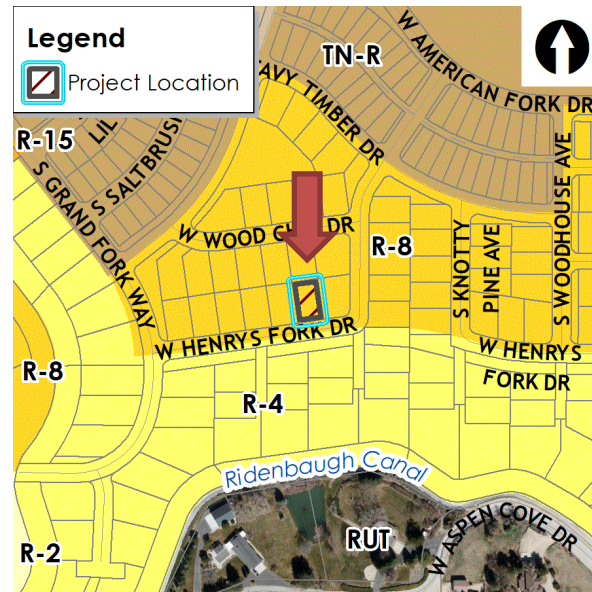 Legend
Project Location
TN-R
W AMERICAN FORK DR
TIMBER DR
R-15
S SALTBRUSH
S GRAND FORK WAY
W WOOD DR
R-8
S KNOTTY
PINE AVE
S WOODHOUSE AVE
W HENRYS FORK DR
W HENRYS
FORK DR
R-8
R-4
Ridenbaugh Canal
R-2
RUT
W ASPEN COVE DR